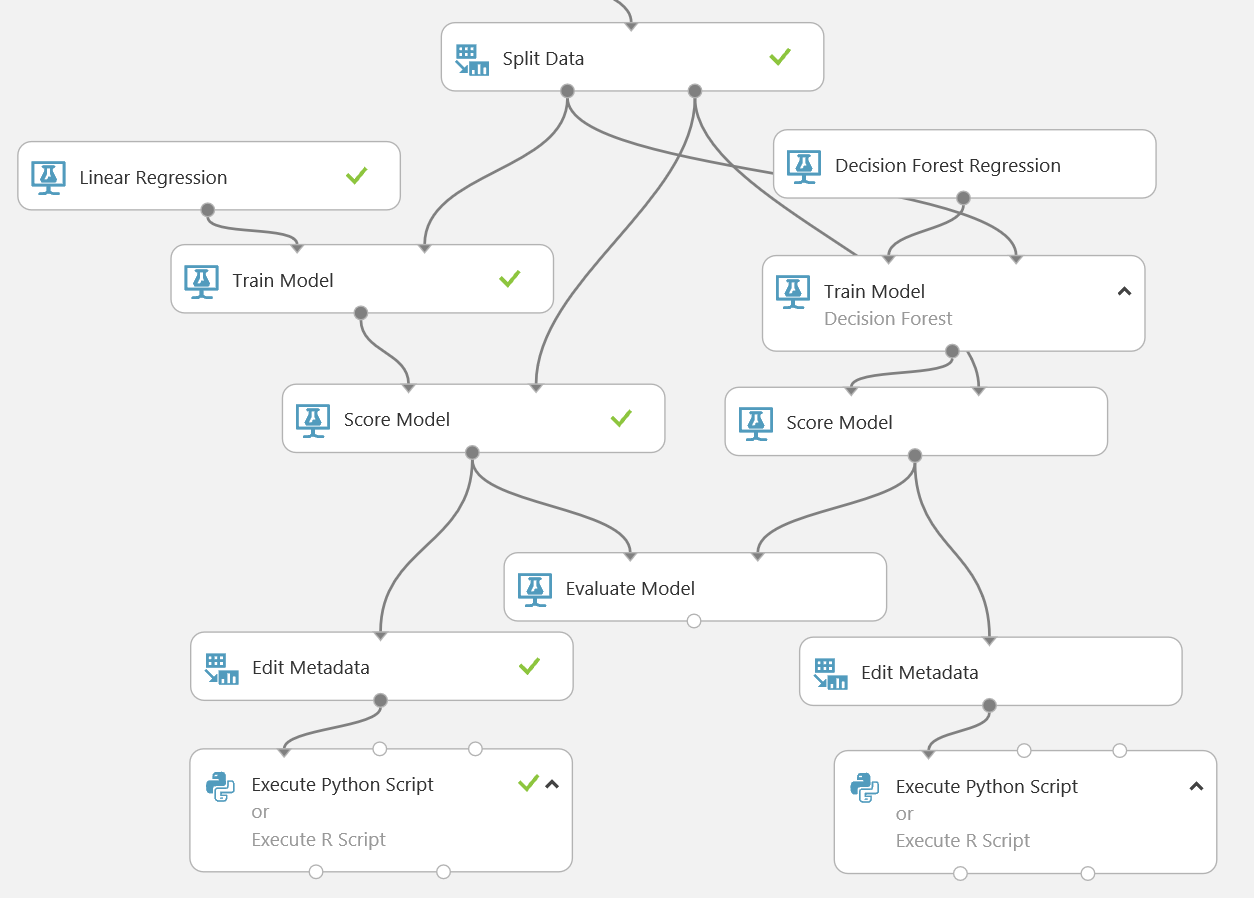 Split Data
Linear Regression
Decision Forest Regression
Train Model
Train Model
Decision Forest
Score Model
Score Model
Evaluate Model
Edit Metadata
Edit Metadata
Execute Python Script
or
Execute R Script
Execute Python Script
or
Execute R Script